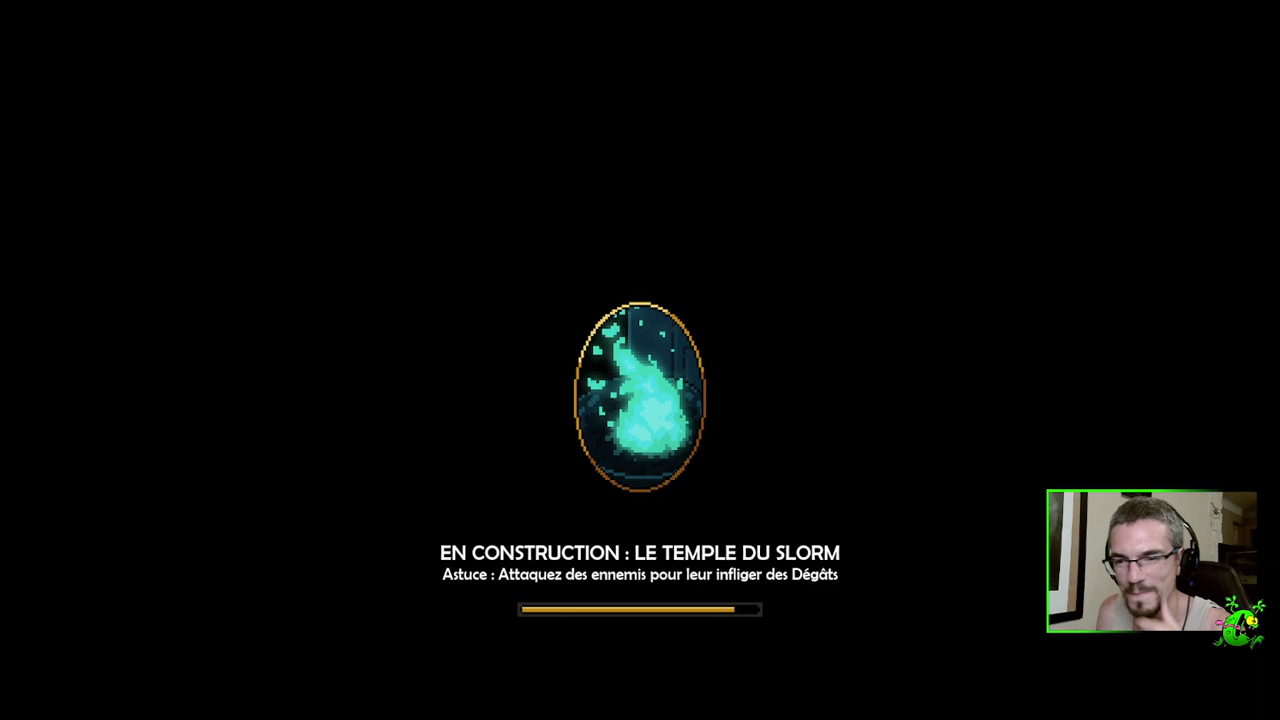 EN CONSTRUCTION : LE TEMPLE DU SLORM
Astuce : Attaquez des ennemis pour leur infliger des Dégâts